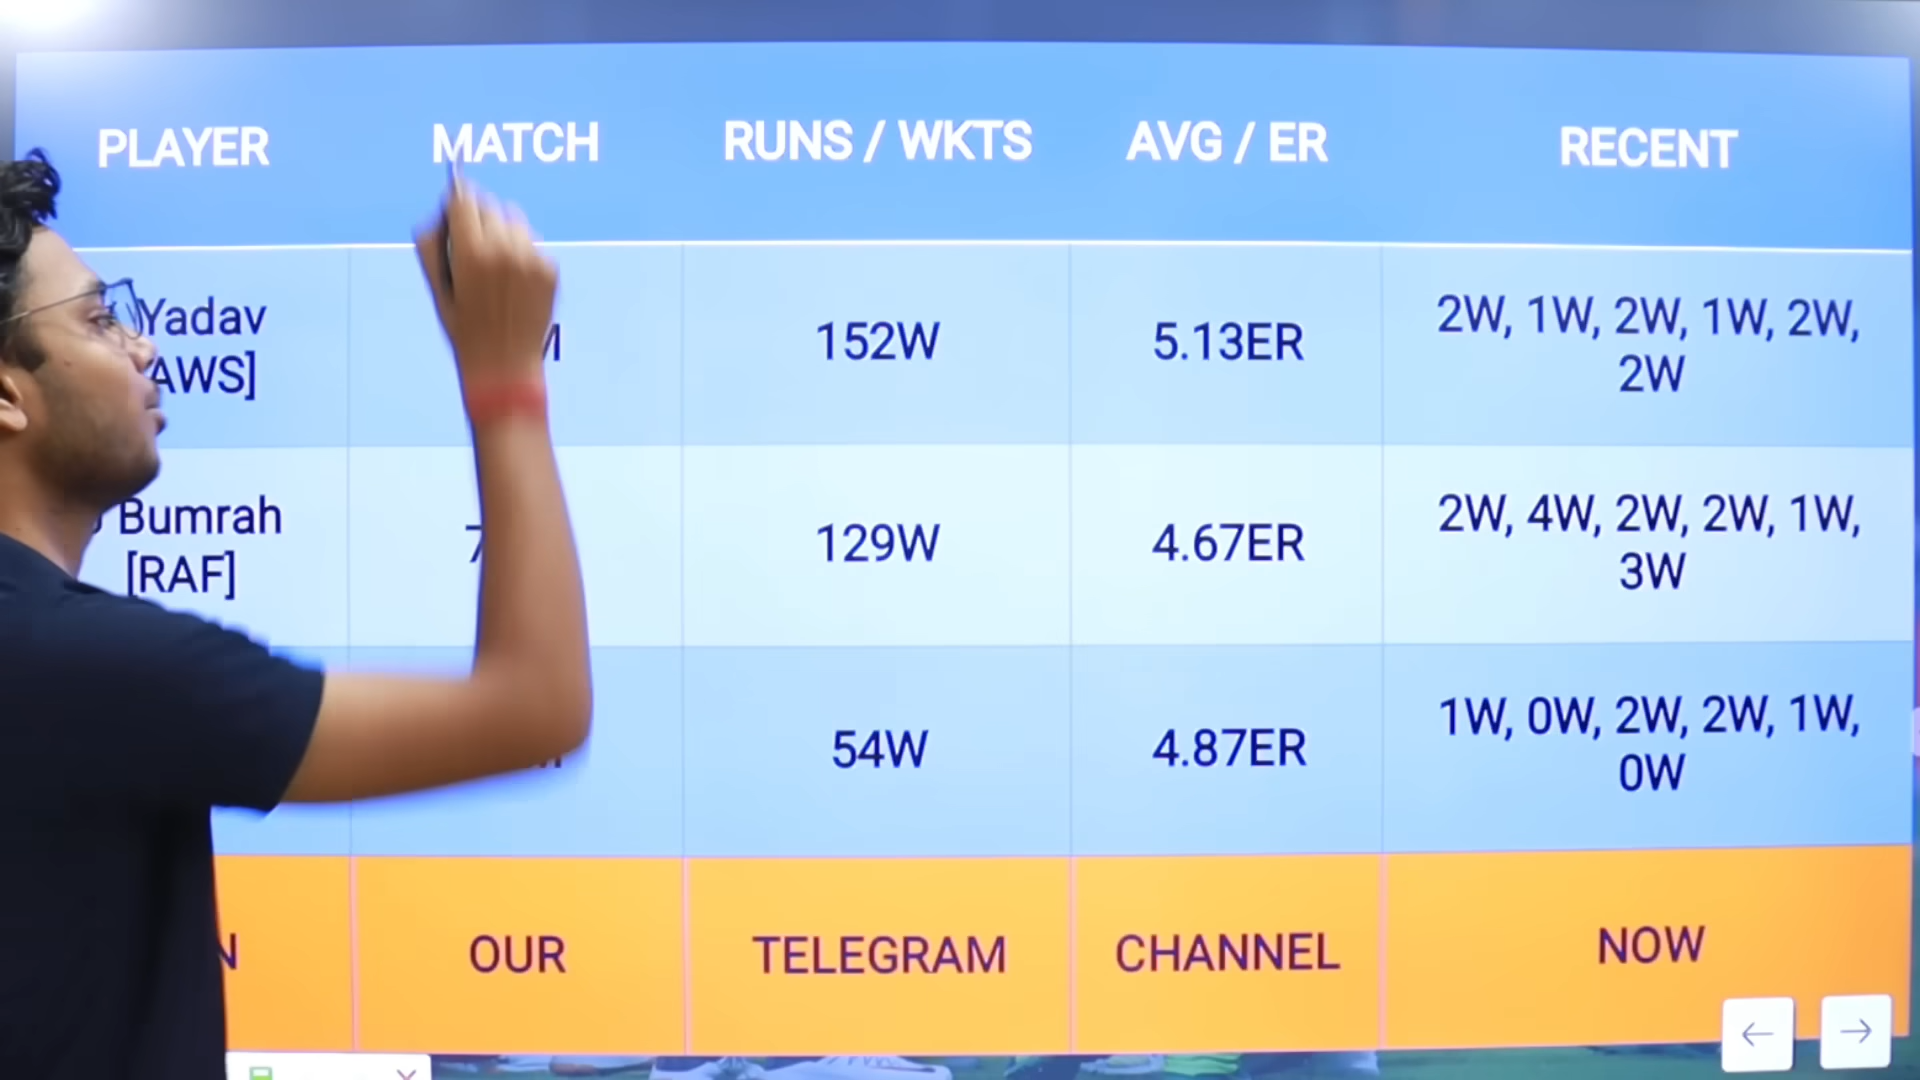 PLAYER MATCH RUNS / WKTS AVG / ER RECENT
Yadav
AWS]
152W
5.13ER
2W, 1W, 2W, 1W, 2W,
2W
Bumrah
[RAF]
129W
4.67ER
2W, 4W, 2W, 2W, 1W,
3W
54W
4.87ER
1W, 0W, 2W, 2W, 1W,
0W
OUR TELEGRAM CHANNEL NOW